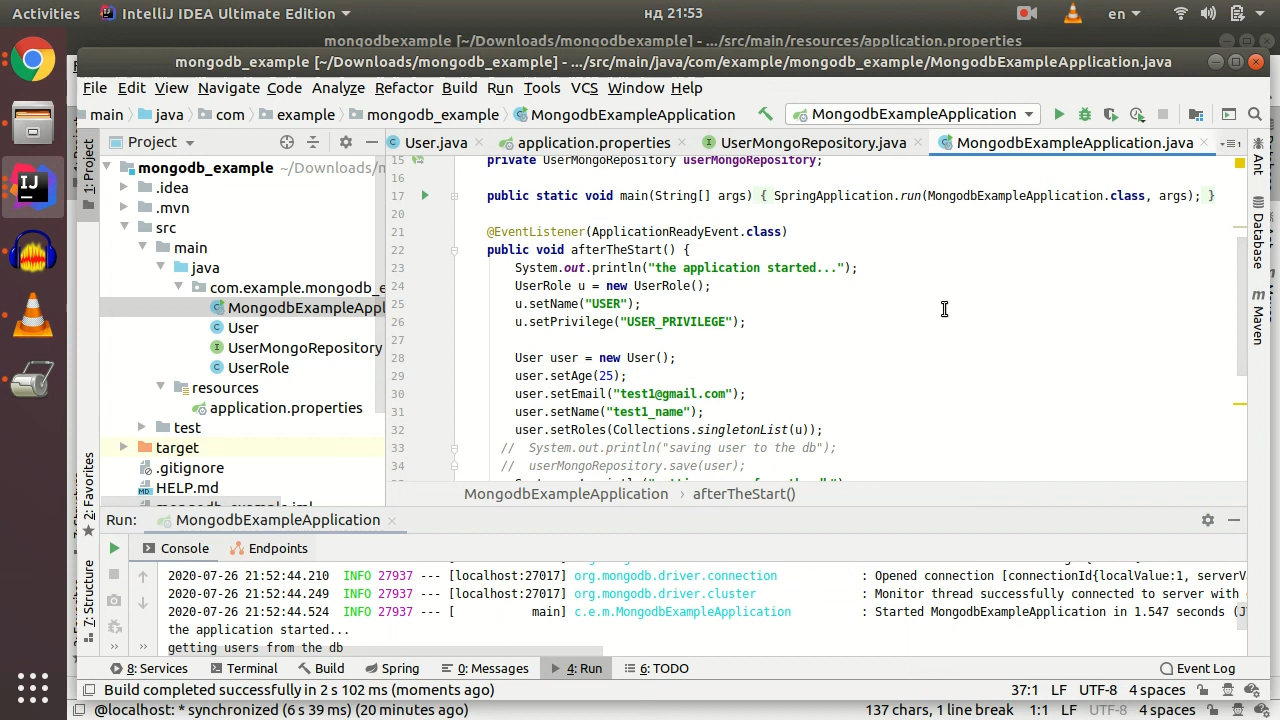 Activities IntelliJ IDEA Ultimate Edition нд 21:53 en
mongodbexample [~/Downloads/mongodbexample] - .../src/main/resources/application.properties
mongodb_example [~/Downloads/mongodb_example] - .../src/main/java/com/example/mongodb_example/MongodbExampleApplication.java
File Edit View Navigate Code Analyze Refactor Build Run Tools VCS Window Help
main java com example mongodb_example MongodbExampleApplication MongodbExampleApplication
Project User.java application.properties UserMongoRepository.java MongodbExampleApplication.java
1: Project
2: Favorites
7: Structure
Ant
Database
Maven
mongodb_example ~/Downloads/m
.idea
.mvn
src
main
java
com.example.mongodb_e
MongodbExampleAppl
User
UserMongoRepository
UserRole
resources
application.properties
test
target
.gitignore
HELP.md
mongodb_example.iml
15 private UserMongoRepository userMongoRepository;
16
17 public static void main(String[] args) { SpringApplication.run(MongodbExampleApplication.class, args); }
20
21 @EventListener(ApplicationReadyEvent.class)
22 public void afterTheStart() {
23 System.out.println("the application started...");
24 UserRole u = new UserRole();
25 u.setName("USER");
26 u.setPrivilege("USER_PRIVILEGE");
27
28 User user = new User();
29 user.setAge(25);
30 user.setEmail("test1@gmail.com");
31 user.setName("test1_name");
32 user.setRoles(Collections.singletonList(u));
33 // System.out.println("saving user to the db");
34 // userMongoRepository.save(user);
MongodbExampleApplication › afterTheStart()
Run: MongodbExampleApplication
Console Endpoints
2020-07-26 21:52:44.210 INFO 27937 --- [localhost:27017] org.mongodb.driver.connection : Opened connection [connectionId{localValue:1, serverV
2020-07-26 21:52:44.249 INFO 27937 --- [localhost:27017] org.mongodb.driver.cluster : Monitor thread successfully connected to server with
2020-07-26 21:52:44.524 INFO 27937 --- [ main] c.e.m.MongodbExampleApplication : Started MongodbExampleApplication in 1.547 seconds (J
the application started...
getting users from the db
8: Services Terminal Build Spring 0: Messages 4: Run 6: TODO Event Log
Build completed successfully in 2 s 102 ms (moments ago) 37:1 LF UTF-8 4 spaces
@localhost: * synchronized (6 s 39 ms) (20 minutes ago) 137 chars, 1 line break 1:1 LF UTF-8 4 spaces